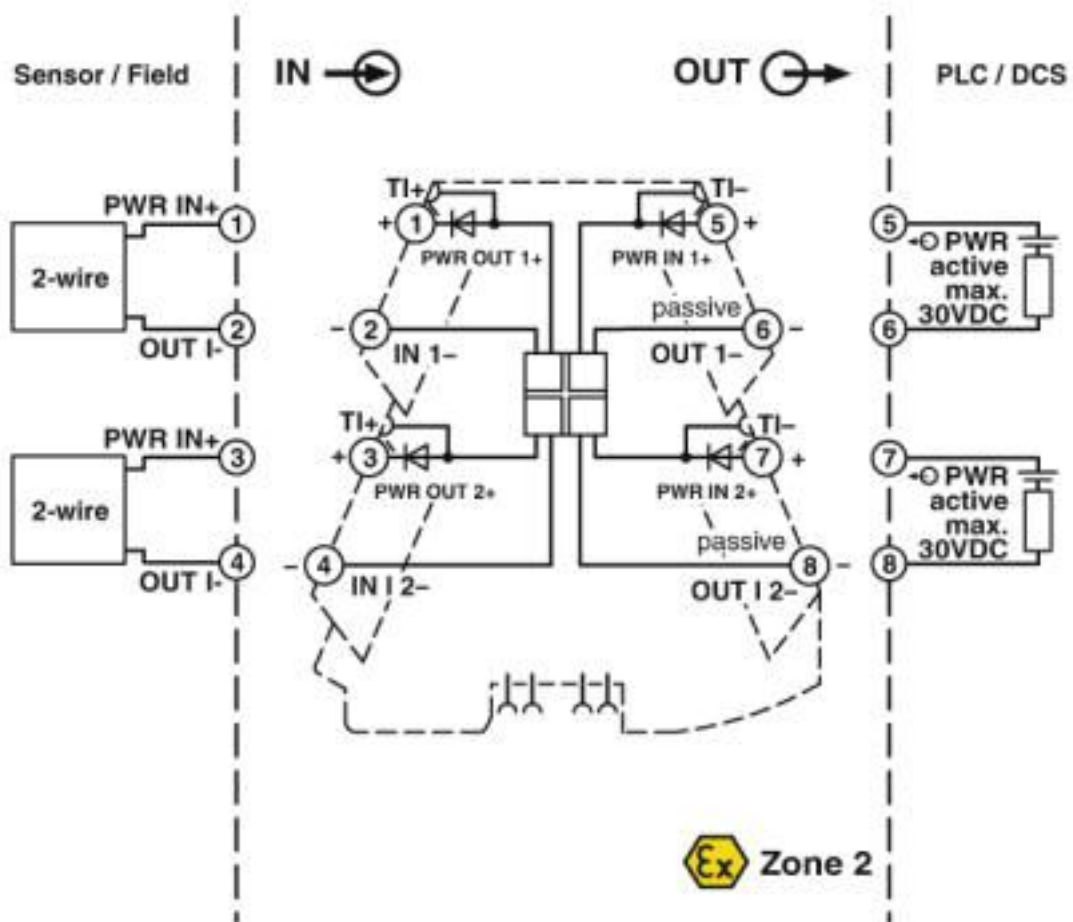 Sensor / Field
IN
OUT
PLC / DCS
PWR IN+
1
2-wire
2
OUT I-
PWR IN+
3
2-wire
4
OUT I-
TI+
+
1
PWR OUT 1+
-
2
IN 1–
TI+
+
3
PWR OUT 2+
-
4
IN I 2–
TI–
5
+
PWR IN 1+
passive
6
-
OUT 1–
TI–
7
+
PWR IN 2+
passive
8
-
OUT I 2–
5
PWR
active
max.
30VDC
6
7
PWR
active
max.
30VDC
8
Ex Zone 2